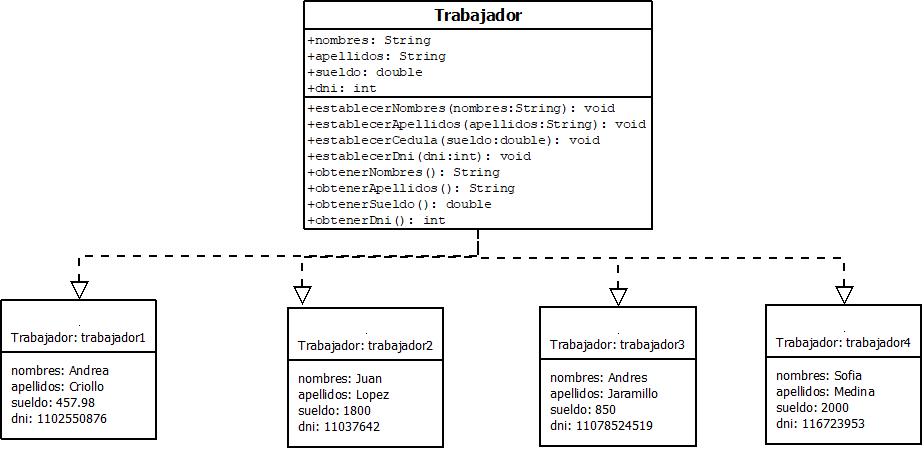 Trabajador
+nombres: String
+apellidos: String
+sueldo: double
+dni: int
+establecerNombres(nombres:String): void
+establecerApellidos(apellidos:String): void
+establecerCedula(sueldo:double): void
+establecerDni(dni:int): void
+obtenerNombres(): String
+obtenerApellidos(): String
+obtenerSueldo(): double
+obtenerDni(): int
.
Trabajador: trabajador1
nombres: Andrea
apellidos: Criollo
sueldo: 457.98
dni: 1102550876
.
Trabajador: trabajador2
nombres: Juan
apellidos: Lopez
sueldo: 1800
dni: 11037642
.
Trabajador: trabajador3
nombres: Andres
apellidos: Jaramillo
sueldo: 850
dni: 11078524519
.
Trabajador: trabajador4
nombres: Sofia
apellidos: Medina
sueldo: 2000
dni: 116723953